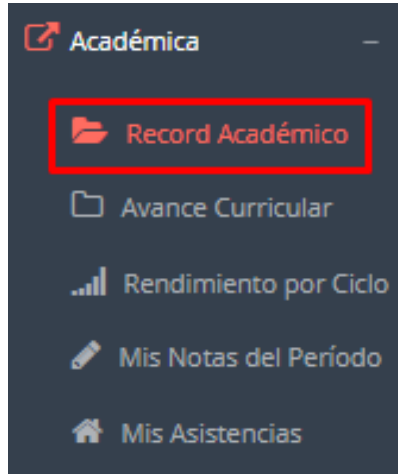 Académica
Record Académico
Avance Curricular
Rendimiento por Ciclo
Mis Notas del Período
Mis Asistencias